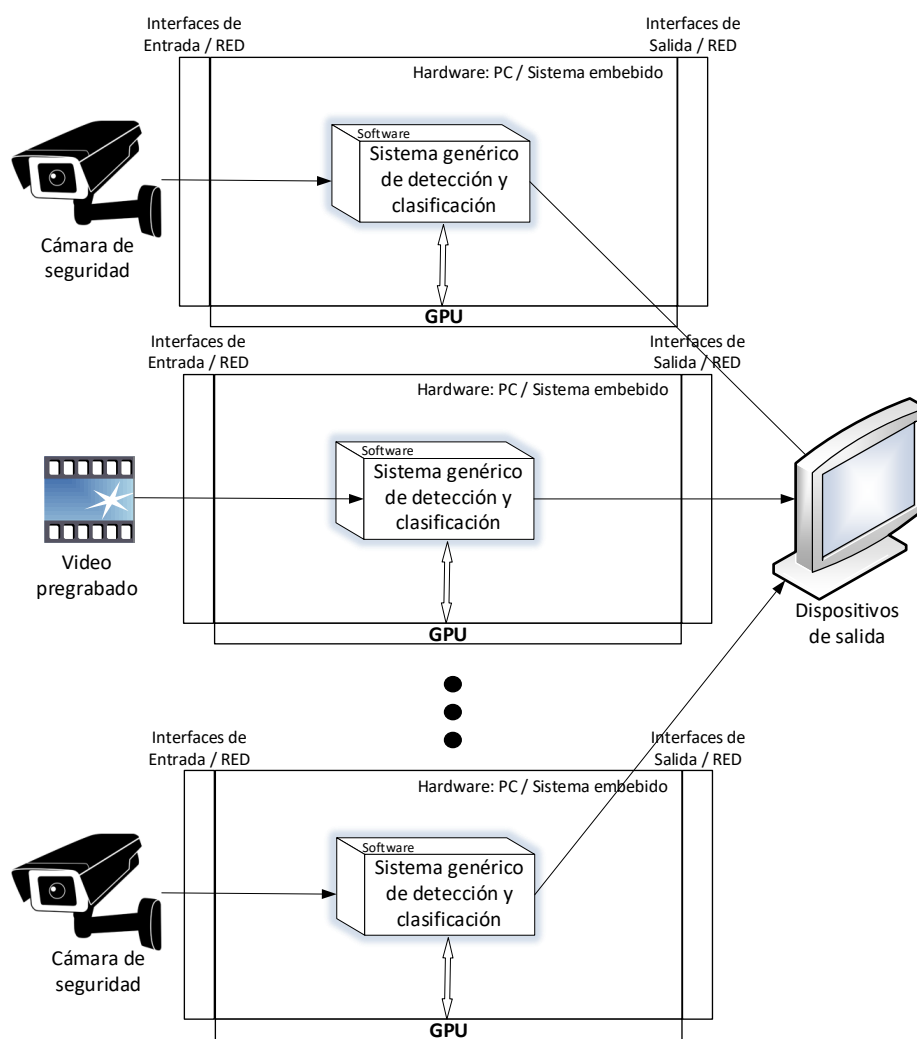 Interfaces de
Entrada / RED
Interfaces de
Salida / RED
Hardware: PC / Sistema embebido
Software
Sistema genérico
de detección y
clasificación
Cámara de
seguridad
GPU
Interfaces de
Entrada / RED
Interfaces de
Salida / RED
Hardware: PC / Sistema embebido
Software
Sistema genérico
de detección y
clasificación
Video
pregrabado
GPU
Dispositivos
de salida
Interfaces de
Entrada / RED
Interfaces de
Salida / RED
Hardware: PC / Sistema embebido
Software
Sistema genérico
de detección y
clasificación
Cámara de
seguridad
GPU